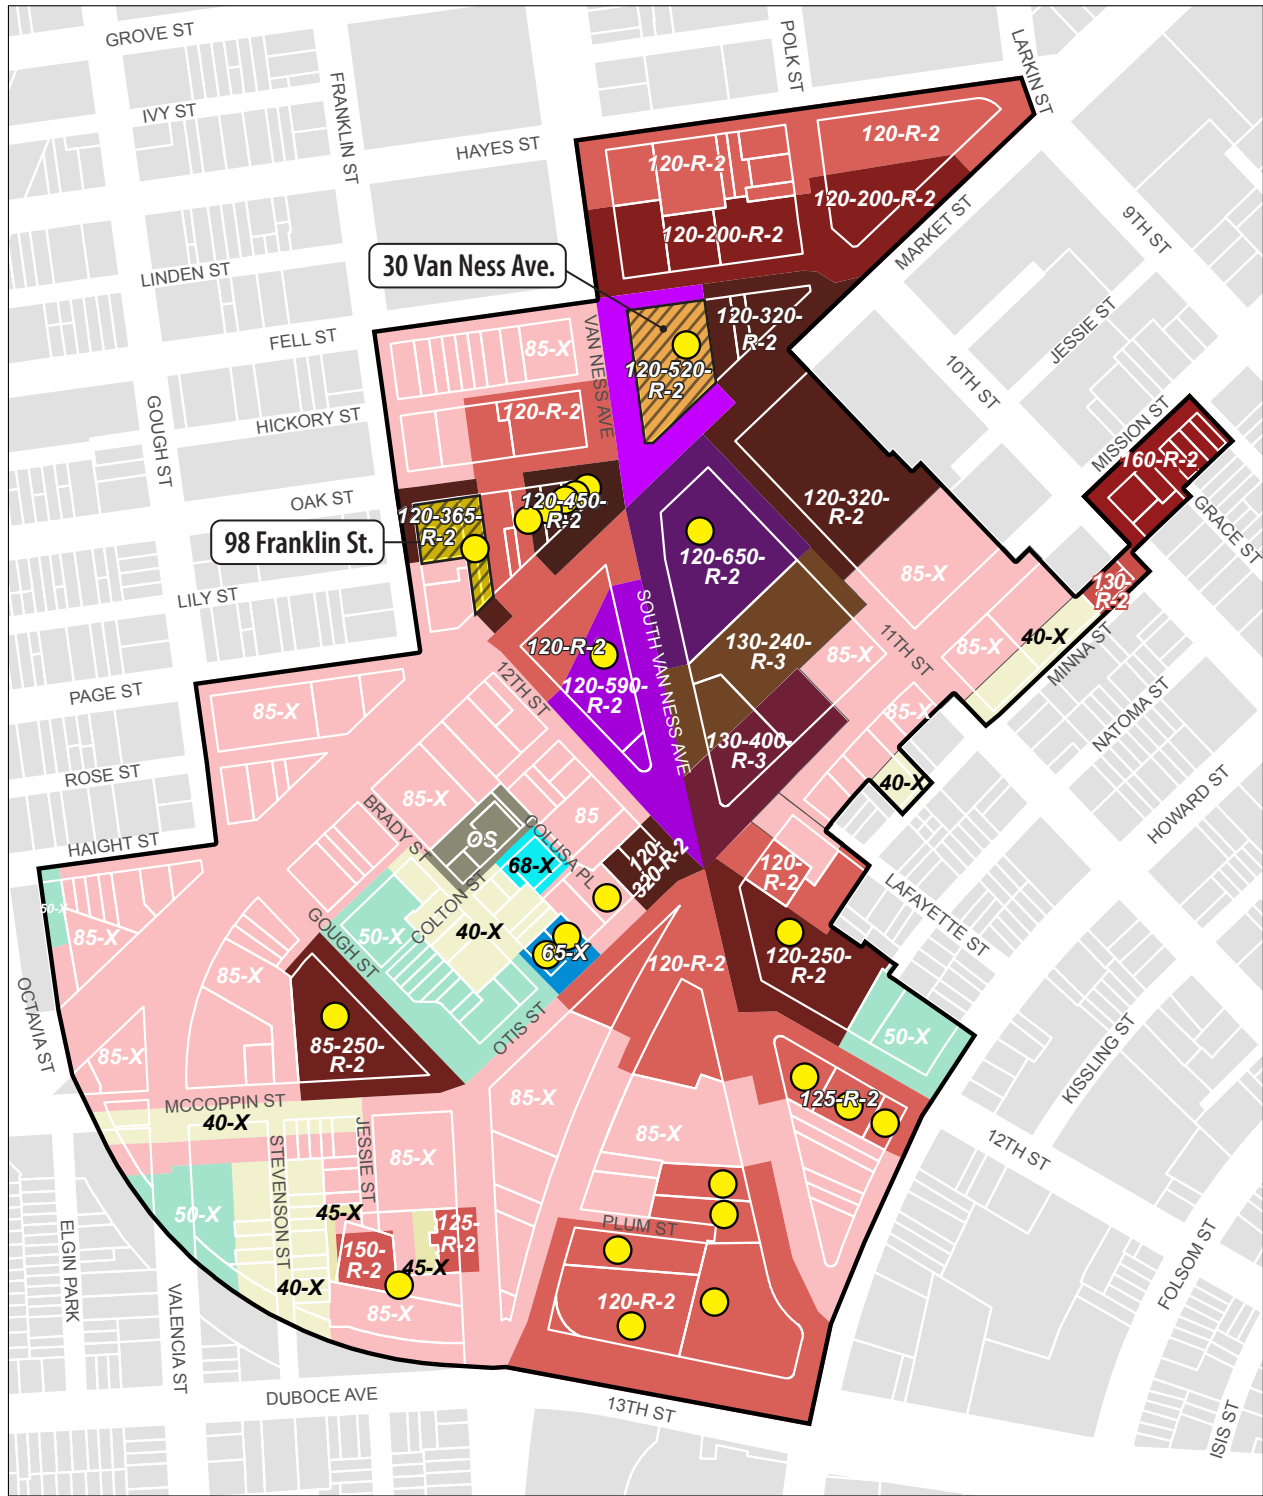 GROVE ST
POLK ST
LARKIN ST
IVY ST
FRANKLIN ST
HAYES ST
120-R-2
120-R-2
120-200-R-2
120-200-R-2
MARKET ST
9TH ST
LINDEN ST
30 Van Ness Ave.
FELL ST
85-X
VAN NESS AVE
120-320-
R-2
120-520-
R-2
JESSIE ST
10TH ST
GOUGH ST
HICKORY ST
120-R-2
MISSION ST
160-R-2
OAK ST
120-365-
R-2
120-450-
R-2
120-320-
R-2
GRACE ST
98 Franklin St.
120-650-
R-2
85-X
130-
R-2
LILY ST
SOUTH VAN NESS AVE
120-R-2
130-240-
R-3
11TH ST
85-X
85-X
40-X
MINNA ST
PAGE ST
12TH ST
120-590-
R-2
85-X
85-X
NATOMA ST
130-400-
R-3
ROSE ST
85-X
40-X
HOWARD ST
HAIGHT ST
BRADY ST
OS
COLUSA PL
85
68-X
120-
320-R-2
120-
R-2
LAFAYETTE ST
50-X
85-X
GOUGH ST
50-X
COLTON ST
40-X
65-X
120-R-2
120-250-
R-2
85-X
OCTAVIA ST
85-250-
R-2
OTIS ST
50-X
85-X
KISSLING ST
MCCOPPIN ST
40-X
85-X
125-R-2
STEVENSON ST
JESSIE ST
85-X
85-X
12TH ST
50-X
45-X
125-
R-2
PLUM ST
ELGIN PARK
150-
R-2
45-X
40-X
85-X
120-R-2
FOLSOM ST
VALENCIA ST
DUBOCE AVE
13TH ST
ISIS ST